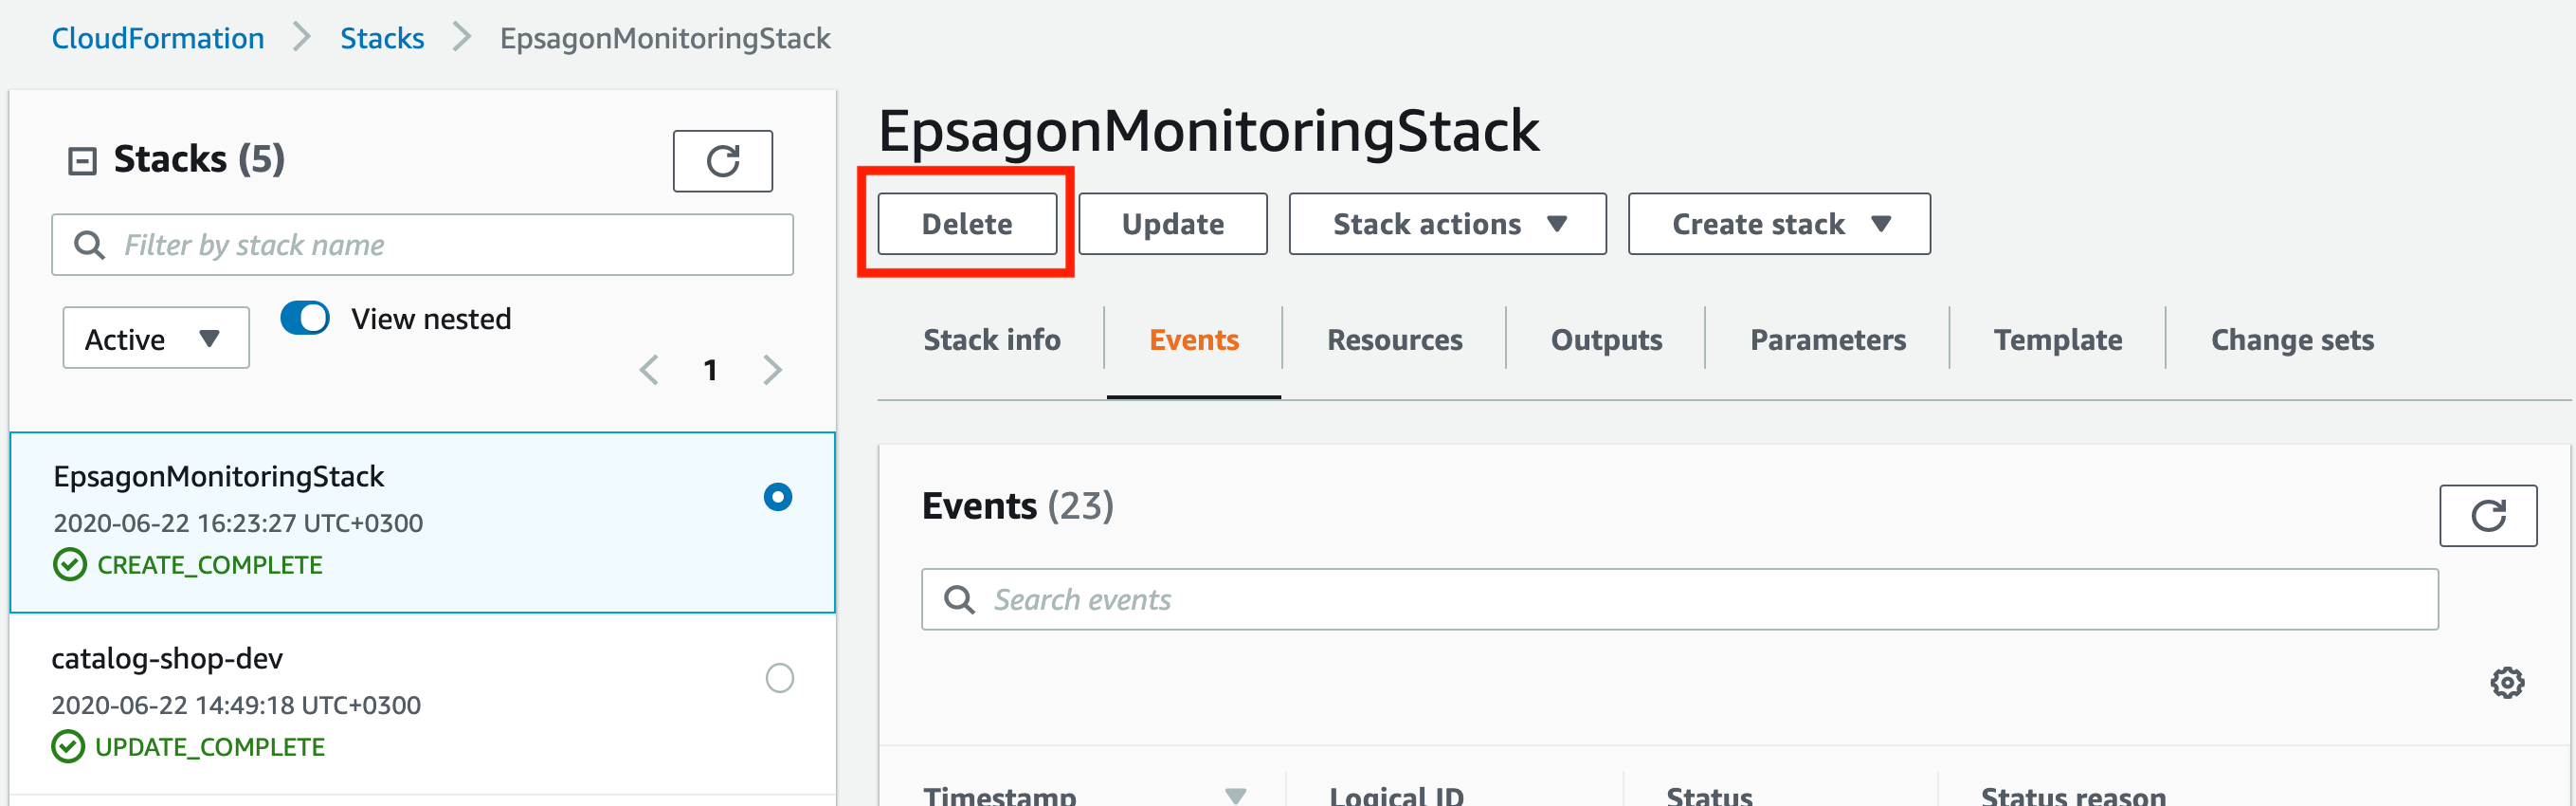 CloudFormation > Stacks > EpsagonMonitoringStack
Stacks (5)
Filter by stack name
Active
View nested
1
EpsagonMonitoringStack
2020-06-22 16:23:27 UTC+0300
CREATE_COMPLETE
catalog-shop-dev
2020-06-22 14:49:18 UTC+0300
UPDATE_COMPLETE
EpsagonMonitoringStack
Delete Update Stack actions Create stack
Stack info Events Resources Outputs Parameters Template Change sets
Events (23)
Search events
Timestamp Logical ID Status Status reason